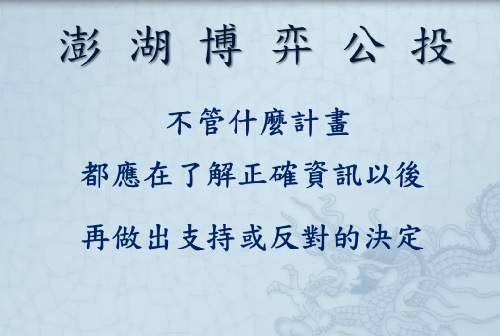 澎湖博弈公投
不管什麼計畫
都應在了解正確資訊以後
再做出支持或反對的決定